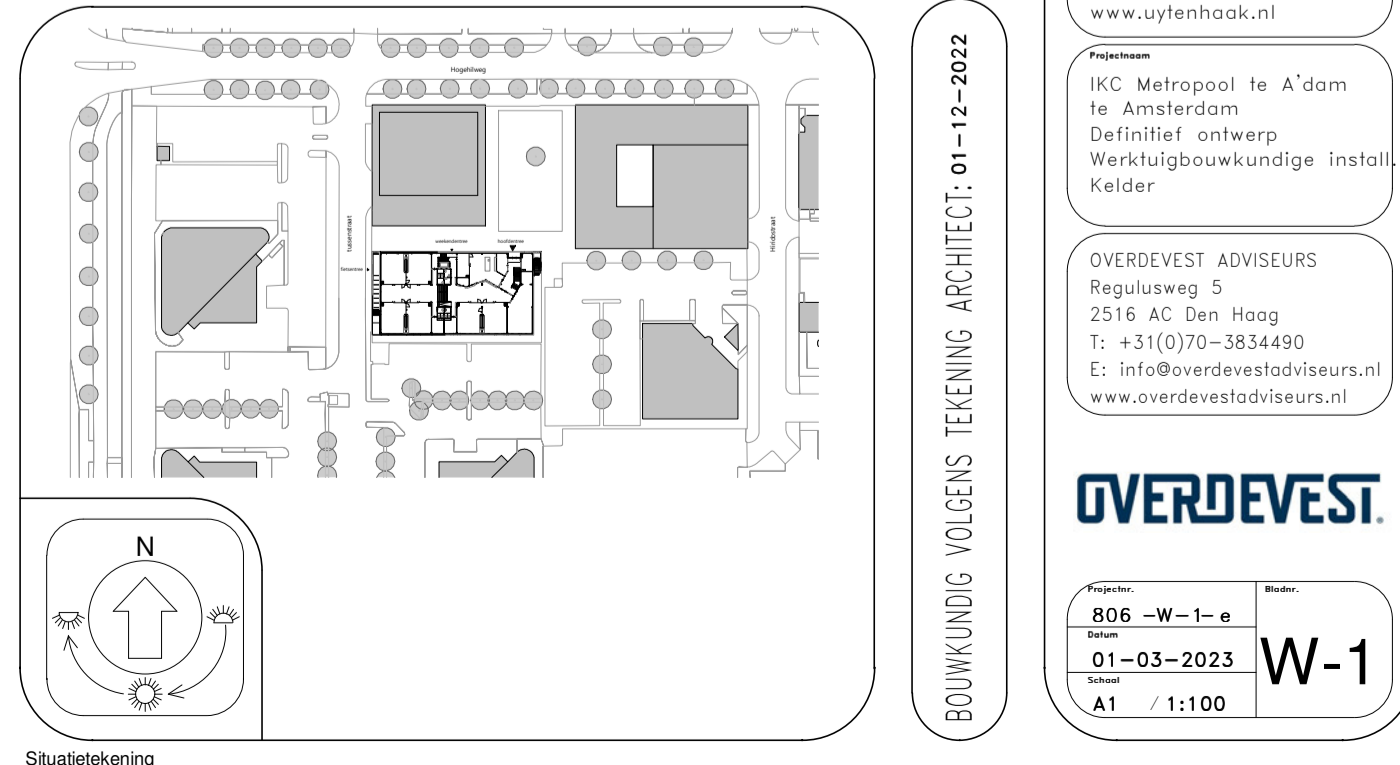 Hogehilweg
tussenstraat
weekendentree
hoofdentree
fietsentree
Hindostraat
N
Situatietekening
BOUWKUNDIG VOLGENS TEKENING ARCHITECT: 01-12-2022
www.uytenhaak.nl
Projectnaam
IKC Metropool te A'dam
te Amsterdam
Definitief ontwerp
Werktuigbouwkundige install.
Kelder
OVERDEVEST ADVISEURS
Regulusweg 5
2516 AC Den Haag
T: +31(0)70-3834490
E: info@overdevestadviseurs.nl
www.overdevestadviseurs.nl
OVERDEVEST.
Projectnr.
806 -W-1-e
Datum
01-03-2023
Schaal
A1 / 1:100
Bladnr.
W-1